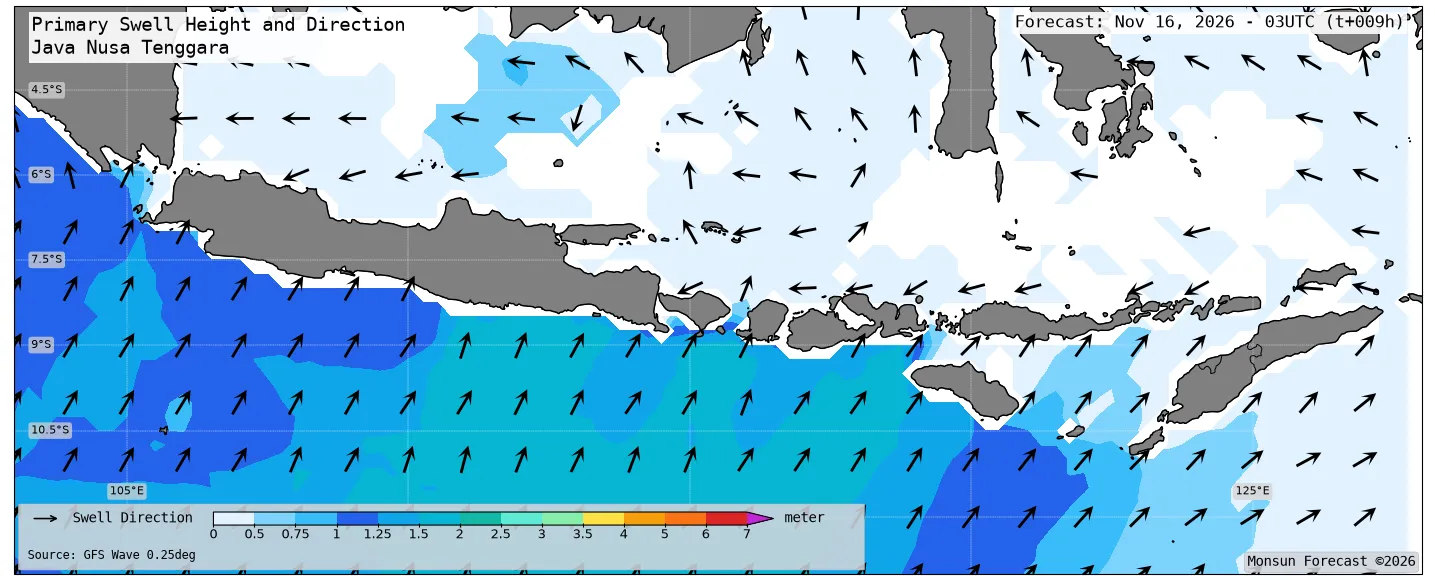 Primary Swell Height and Direction
Java Nusa Tenggara
Forecast: Nov 16, 2026 - 03UTC (t+009h)
4.5°S
6°S
7.5°S
9°S
10.5°S
105°E
125°E
Swell Direction
0 0.5 0.75 1 1.25 1.5 2 2.5 3 3.5 4 5 6 7
meter
Source: GFS Wave 0.25deg
Monsun Forecast ©2026